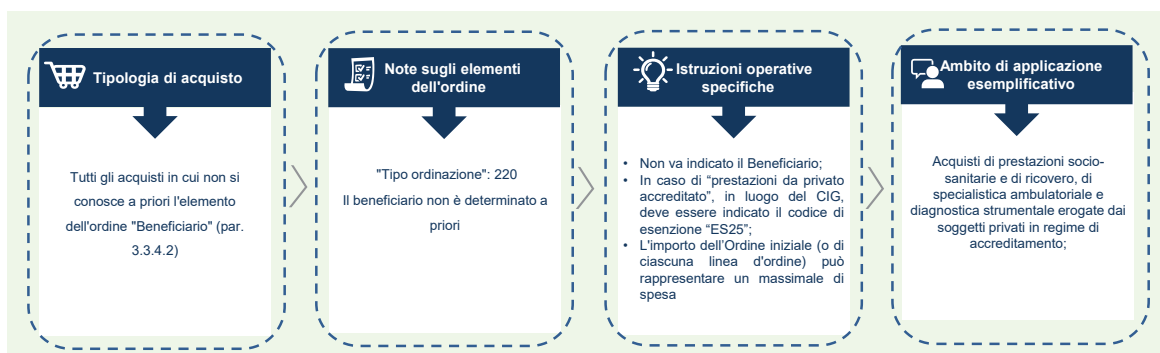 Tipologia di acquisto
Tutti gli acquisti in cui non si
conosce a priori l'elemento
dell'ordine "Beneficiario" (par.
3.3.4.2)
Note sugli elementi
dell'ordine
"Tipo ordinazione": 220
Il beneficiario non è determinato a
priori
Istruzioni operative
specifiche
• Non va indicato il Beneficiario;
• In caso di “prestazioni da privato
accreditato”, in luogo del CIG,
deve essere indicato il codice di
esenzione “ES25”;
• L'importo dell’Ordine iniziale (o di
ciascuna linea d'ordine) può
rappresentare un massimale di
spesa
Ambito di applicazione
esemplificativo
Acquisti di prestazioni socio-
sanitarie e di ricovero, di
specialistica ambulatoriale e
diagnostica strumentale erogate dai
soggetti privati in regime di
accreditamento;